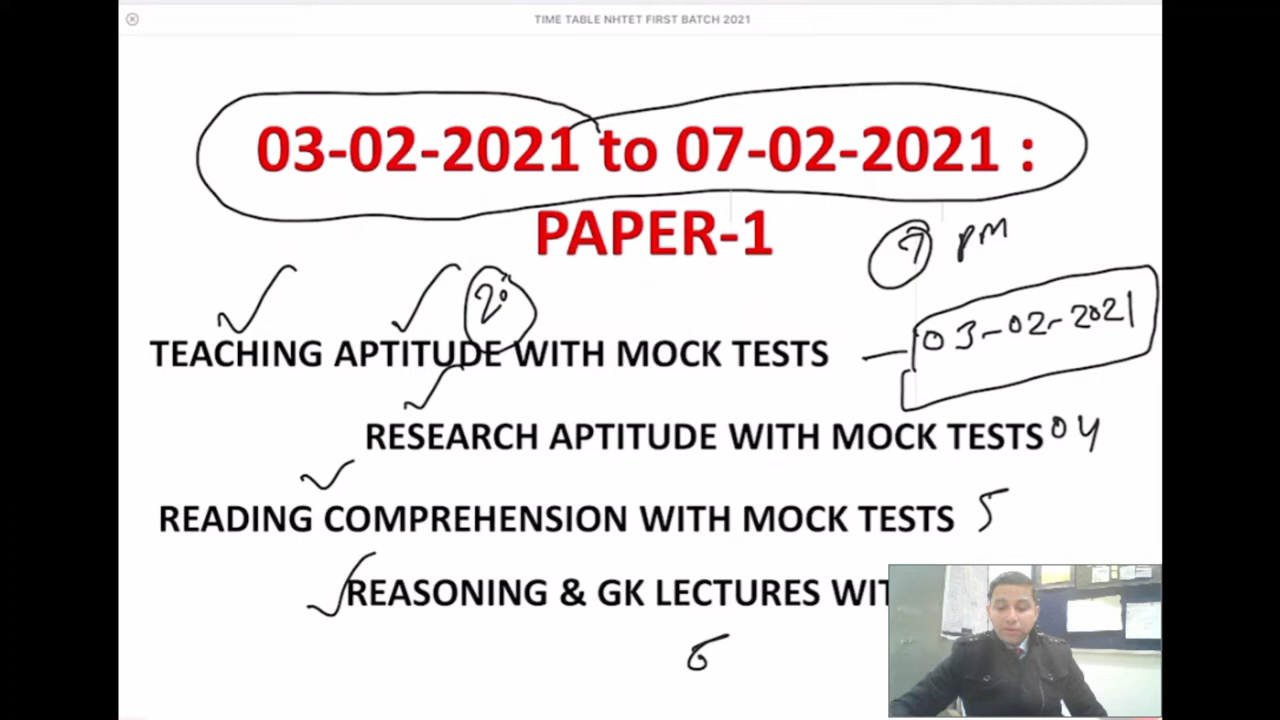 TIME TABLE NHTET FIRST BATCH 2021
03-02-2021 to 07-02-2021 :
PAPER-1
7 pm
20
TEACHING APTITUDE WITH MOCK TESTS — 03-02-2021
RESEARCH APTITUDE WITH MOCK TESTS 04
READING COMPREHENSION WITH MOCK TESTS 5
REASONING & GK LECTURES WIT
6